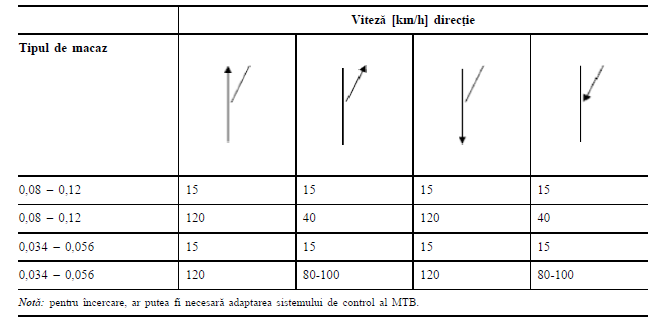 Viteză [km/h] direcție
Tipul de macaz
0,08 – 0,12 15 15 15 15
0,08 – 0,12 120 40 120 40
0,034 – 0,056 15 15 15 15
0,034 – 0,056 120 80-100 120 80-100
Notă: pentru încercare, ar putea fi necesară adaptarea sistemului de control al MTB.